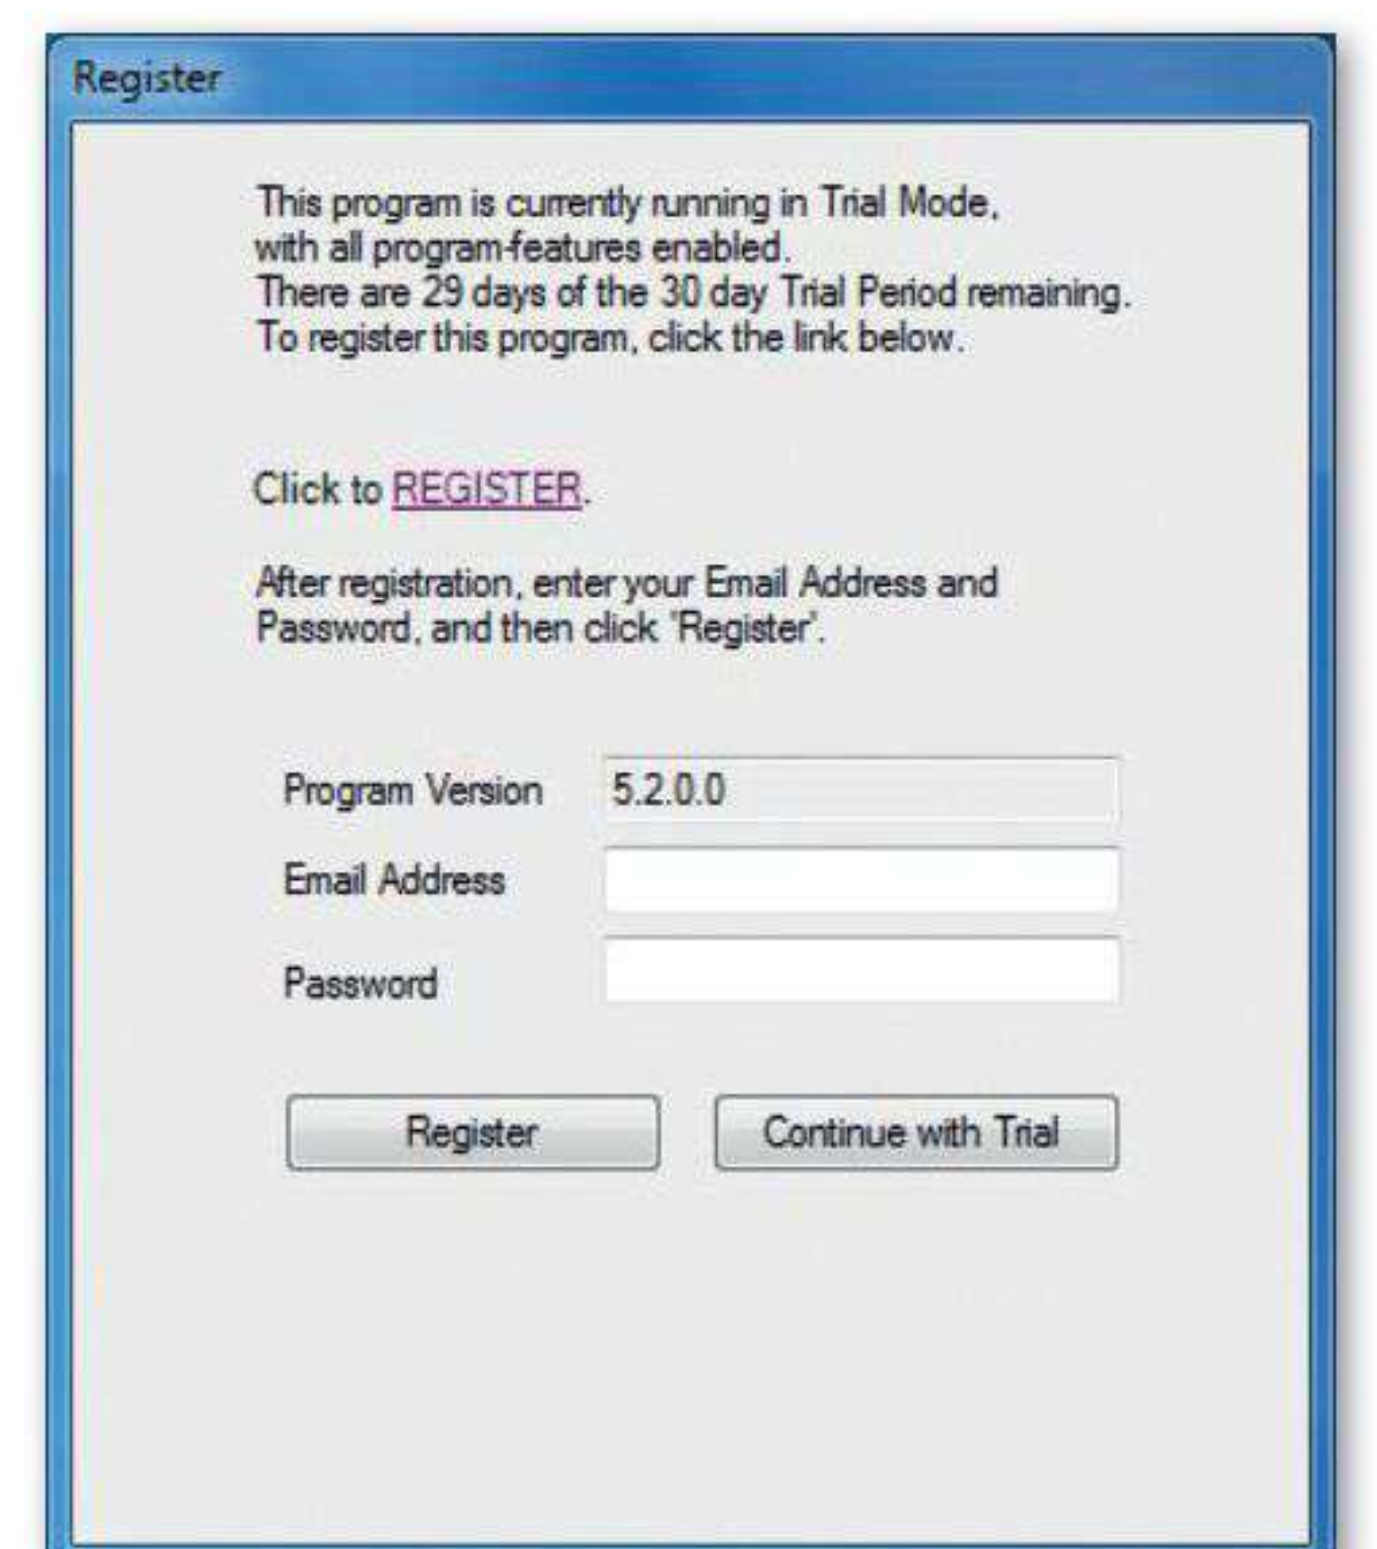 Register
This program is currently running in Trial Mode,
with all program-features enabled.
There are 29 days of the 30 day Trial Period remaining.
To register this program, click the link below.
Click to REGISTER.
After registration, enter your Email Address and
Password, and then click 'Register'.
Program Version 5.2.0.0
Email Address
Password
Register Continue with Trial